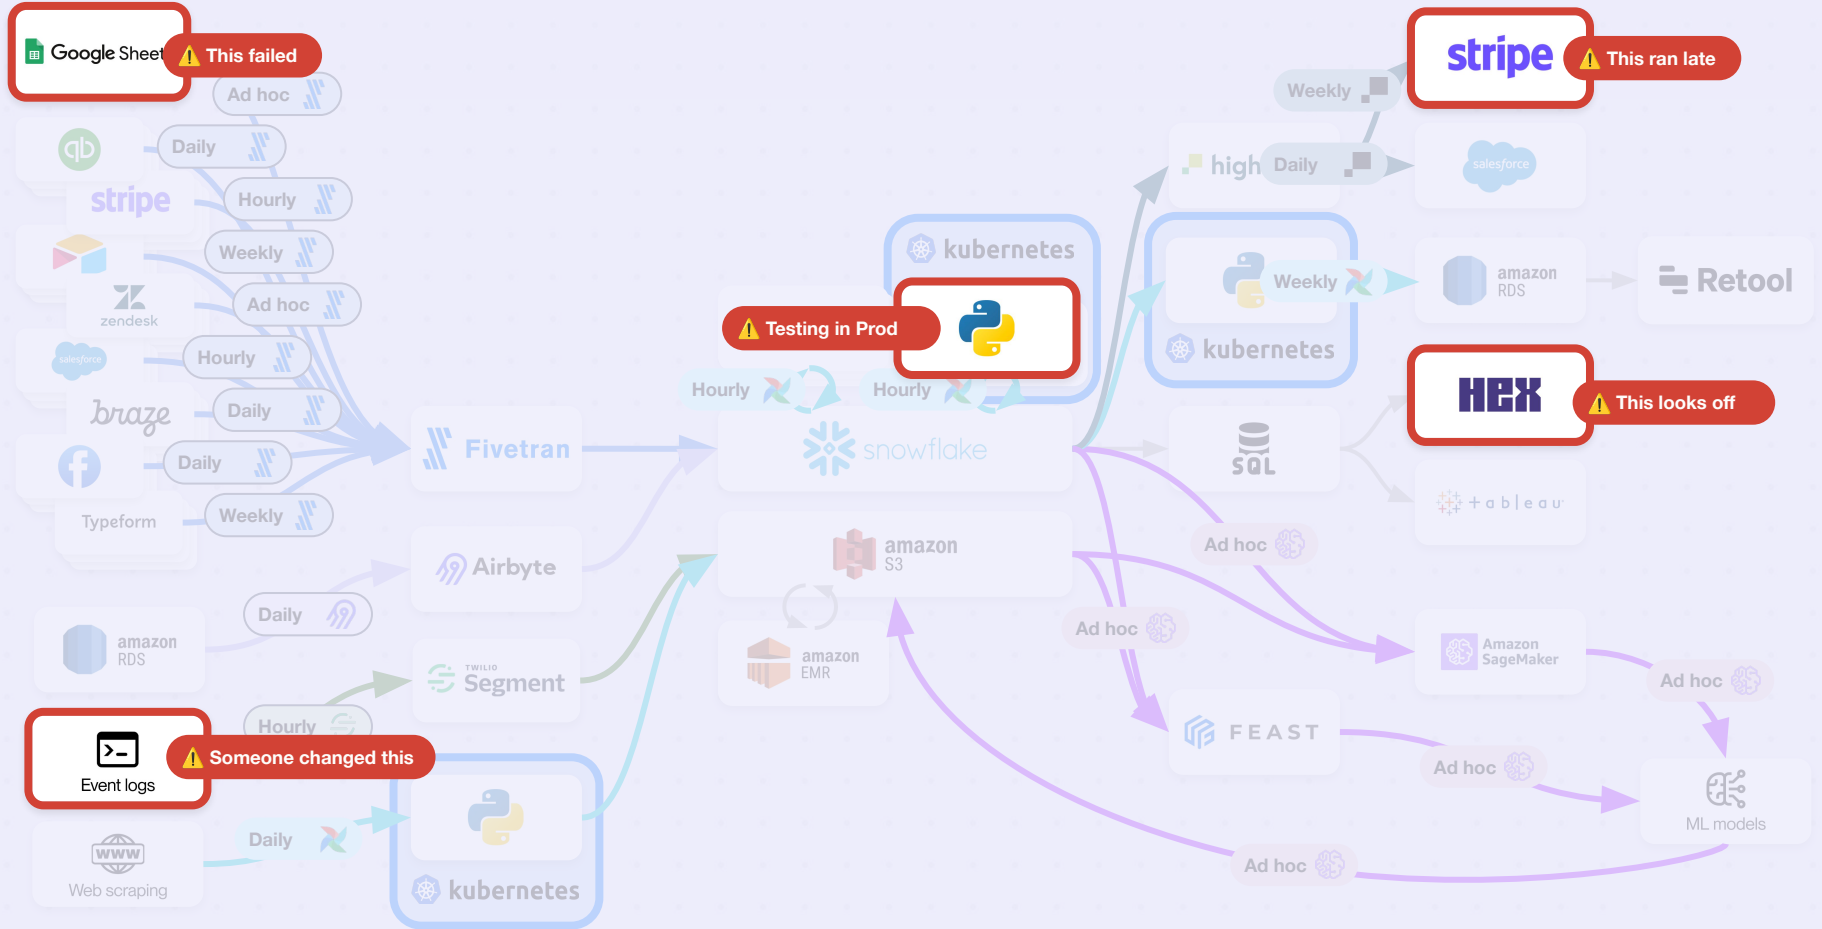 Google Sheet
This failed
Ad hoc
qb
Daily
stripe
Hourly
Weekly
zendesk
Ad hoc
salesforce
Hourly
braze
Daily
Daily
Typeform
Weekly
amazon
RDS
Daily
Hourly
Event logs
Someone changed this
www
Web scraping
Daily
Fivetran
Airbyte
TWILIO
Segment
kubernetes
kubernetes
Testing in Prod
Hourly
Hourly
snowflake
amazon
S3
amazon
EMR
Weekly
stripe
This ran late
high
Daily
salesforce
Weekly
kubernetes
amazon
RDS
Retool
SQL
HEX
This looks off
+ableau
Ad hoc
Ad hoc
Amazon
SageMaker
Ad hoc
FEAST
Ad hoc
ML models
Ad hoc